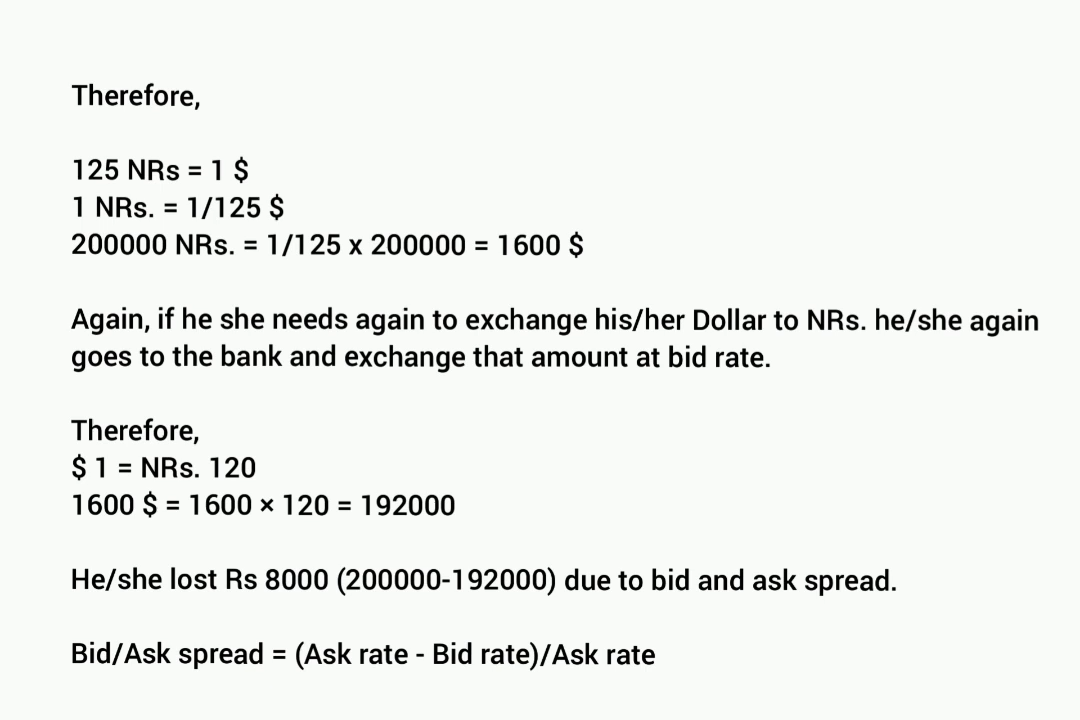 Therefore,
125 NRs = 1 $
1 NRs. = 1/125 $
200000 NRs. = 1/125 x 200000 = 1600 $
Again, if he she needs again to exchange his/her Dollar to NRs. he/she again
goes to the bank and exchange that amount at bid rate.
Therefore,
$ 1 = NRs. 120
1600 $ = 1600 × 120 = 192000
He/she lost Rs 8000 (200000-192000) due to bid and ask spread.
Bid/Ask spread = (Ask rate - Bid rate)/Ask rate